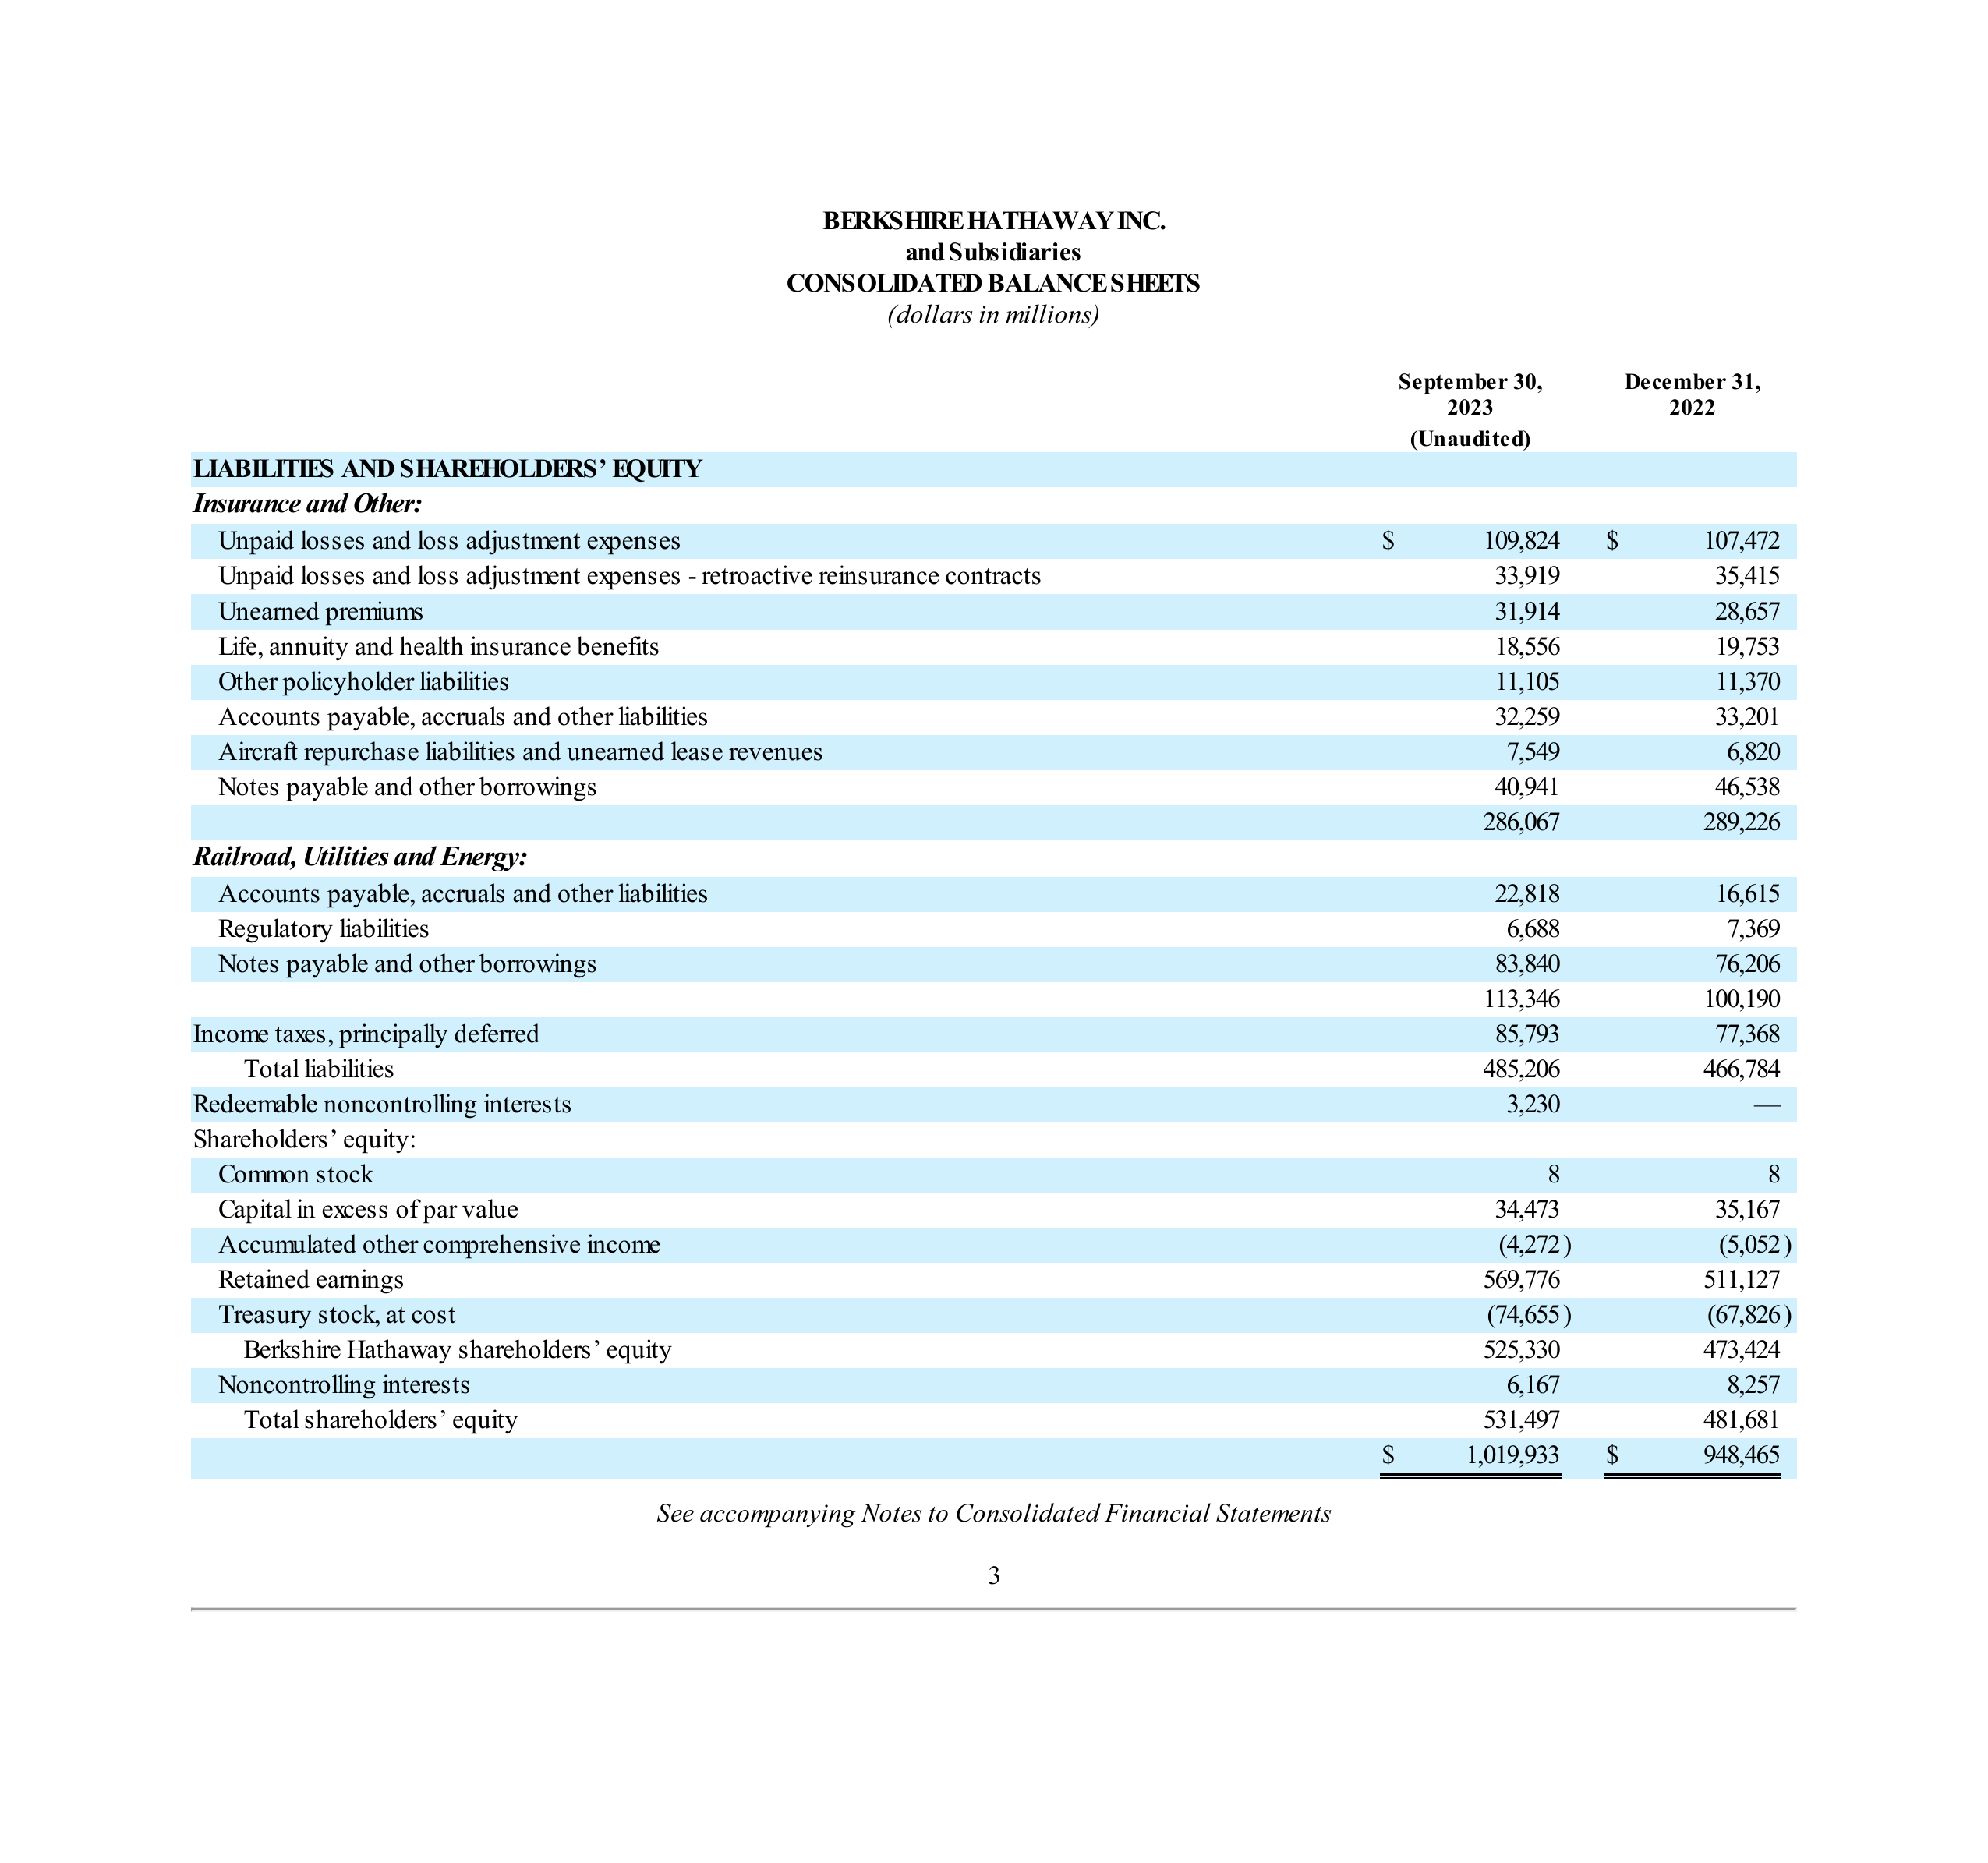 BERKSHIRE HATHAWAY INC.
and Subsidiaries
CONSOLIDATED BALANCE SHEETS
(dollars in millions)
September 30, 2023 December 31, 2022
(Unaudited)
LIABILITIES AND SHAREHOLDERS’ EQUITY
Insurance and Other:
Unpaid losses and loss adjustment expenses $ 109,824 $ 107,472
Unpaid losses and loss adjustment expenses - retroactive reinsurance contracts 33,919 35,415
Unearned premiums 31,914 28,657
Life, annuity and health insurance benefits 18,556 19,753
Other policyholder liabilities 11,105 11,370
Accounts payable, accruals and other liabilities 32,259 33,201
Aircraft repurchase liabilities and unearned lease revenues 7,549 6,820
Notes payable and other borrowings 40,941 46,538
286,067 289,226
Railroad, Utilities and Energy:
Accounts payable, accruals and other liabilities 22,818 16,615
Regulatory liabilities 6,688 7,369
Notes payable and other borrowings 83,840 76,206
113,346 100,190
Income taxes, principally deferred 85,793 77,368
Total liabilities 485,206 466,784
Redeemable noncontrolling interests 3,230 —
Shareholders’ equity:
Common stock 8 8
Capital in excess of par value 34,473 35,167
Accumulated other comprehensive income (4,272) (5,052)
Retained earnings 569,776 511,127
Treasury stock, at cost (74,655) (67,826)
Berkshire Hathaway shareholders’ equity 525,330 473,424
Noncontrolling interests 6,167 8,257
Total shareholders’ equity 531,497 481,681
$ 1,019,933 $ 948,465
See accompanying Notes to Consolidated Financial Statements
3